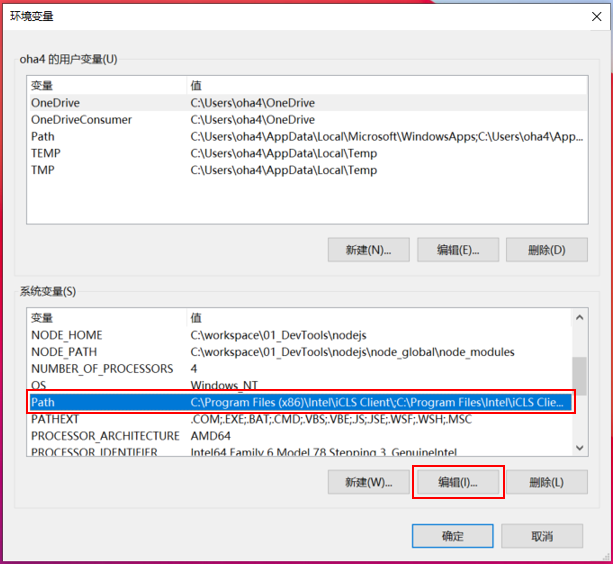 环境变量
oha4 的用户变量(U)
变量 值
OneDrive C:\Users\oha4\OneDrive
OneDriveConsumer C:\Users\oha4\OneDrive
Path C:\Users\oha4\AppData\Local\Microsoft\WindowsApps;C:\Users\oha4\App...
TEMP C:\Users\oha4\AppData\Local\Temp
TMP C:\Users\oha4\AppData\Local\Temp
新建(N)... 编辑(E)... 删除(D)
系统变量(S)
变量 值
NODE_HOME C:\workspace\01_DevTools\nodejs
NODE_PATH C:\workspace\01_DevTools\nodejs\node_global\node_modules
NUMBER_OF_PROCESSORS 4
OS Windows_NT
Path C:\Program Files (x86)\Intel\iCLS Client\;C:\Program Files\Intel\iCLS Clie...
PATHEXT .COM;.EXE;.BAT;.CMD;.VBS;.VBE;.JS;.JSE;.WSF;.WSH;.MSC
PROCESSOR_ARCHITECTURE AMD64
PROCESSOR_IDENTIFIER Intel64 Family 6 Model 78 Stepping 3, GenuineIntel
新建(W)... 编辑(I)... 删除(L)
确定 取消